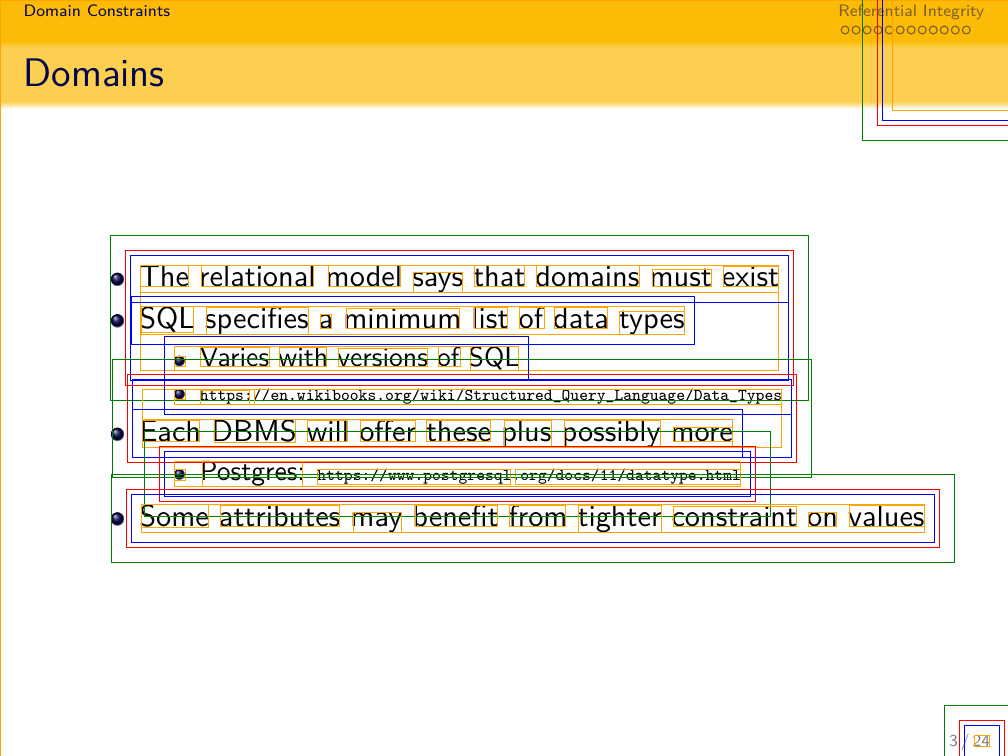 Domain Constraints
Referential Integrity
Domains
The relational model says that domains must exist
SQL specifies a minimum list of data types
Varies with versions of SQL
https://en.wikibooks.org/wiki/Structured_Query_Language/Data_Types
Each DBMS will offer these plus possibly more
Postgres: https://www.postgresql.org/docs/11/datatype.html
Some attributes may benefit from tighter constraint on values
3 / 24